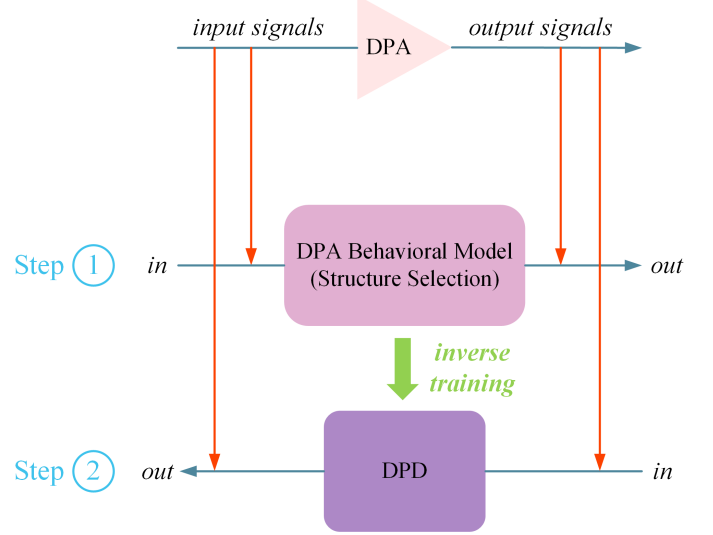 input signals
DPA
output signals
Step 1
in
DPA Behavioral Model
(Structure Selection)
out
inverse
training
Step 2
out
DPD
in